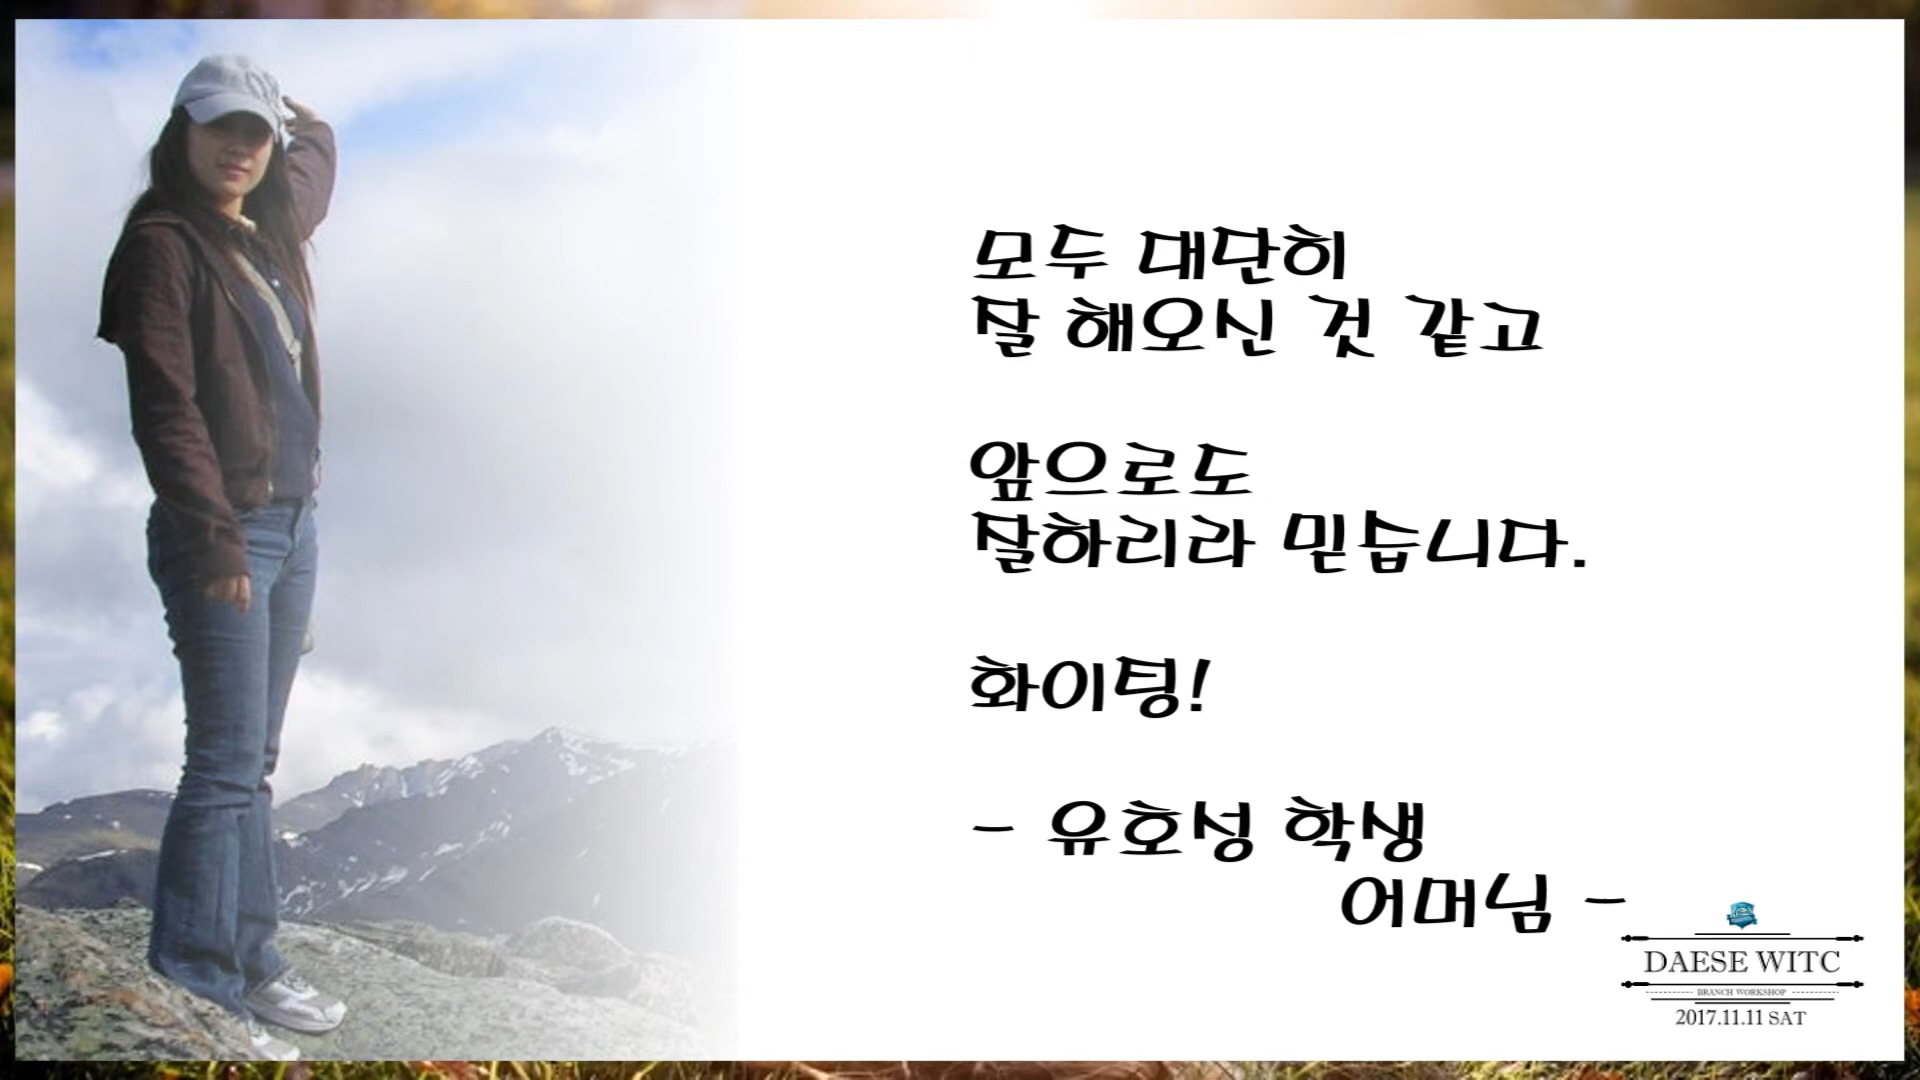 모두 대단히
잘 해오신 것 같고
앞으로도
잘하리라 믿습니다.
화이팅!
- 유호성 학생
어머님 -
DAESE WITC
BRANCH WORKSHOP
2017.11.11 SAT